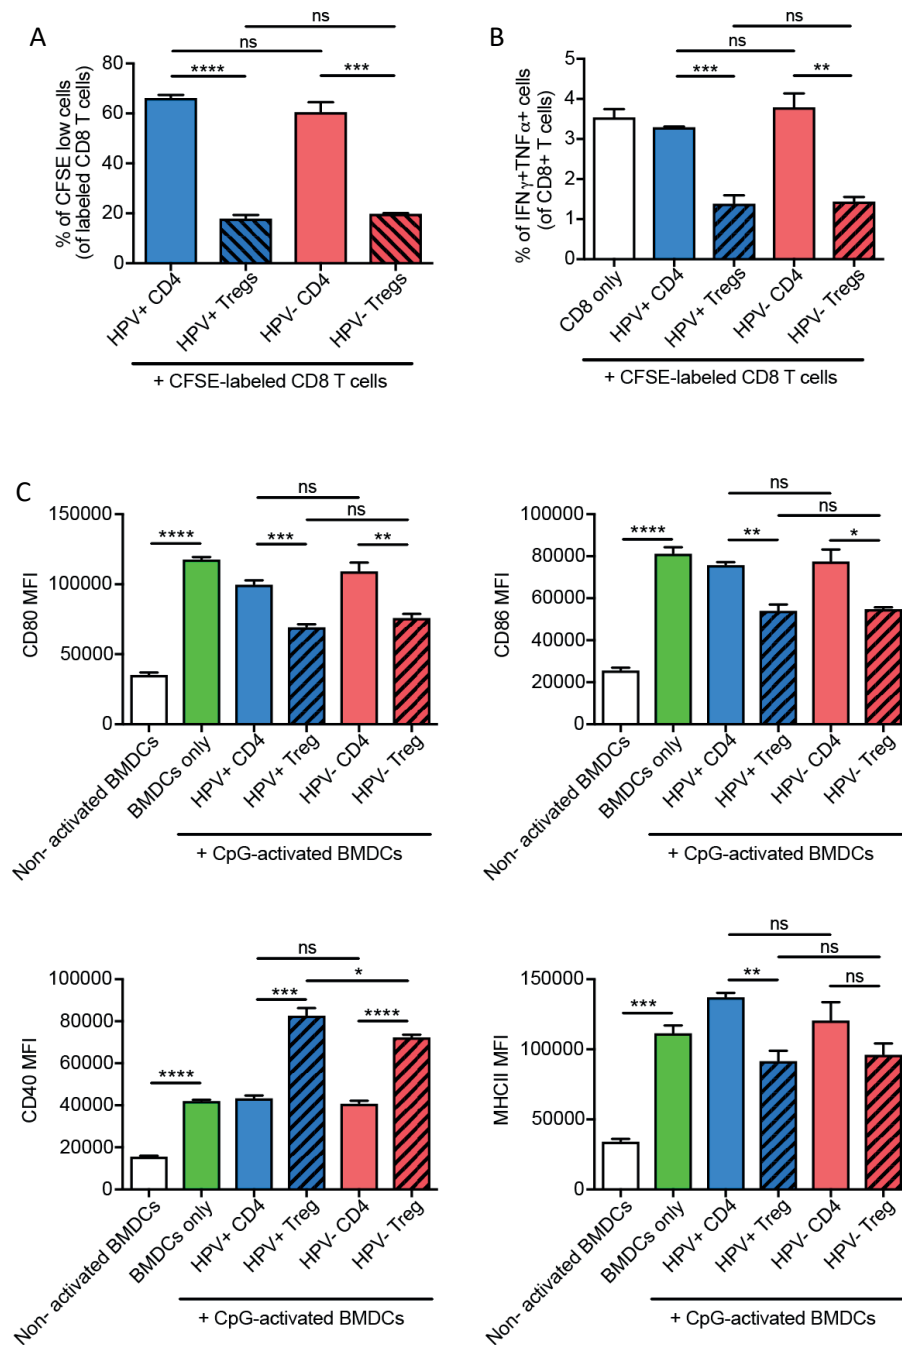 A
ns
ns
**** ***
% of CFSE low cells
(of labeled CD8 T cells)
80
60
40
20
0
HPV+ CD4
HPV+ Tregs
HPV- CD4
HPV- Tregs
+ CFSE-labeled CD8 T cells
B
ns
ns
*** **
% of IFNγ+TNFα+ cells
(of CD8+ T cells)
5
4
3
2
1
0
CD8 only
HPV+ CD4
HPV+ Tregs
HPV- CD4
HPV- Tregs
+ CFSE-labeled CD8 T cells
C
ns
ns
**** *** **
CD80 MFI
150000
100000
50000
0
Non- activated BMDCs
BMDCs only
HPV+ CD4
HPV+ Treg
HPV- CD4
HPV- Treg
+ CpG-activated BMDCs
ns
ns
**** ** *
CD86 MFI
100000
80000
60000
40000
20000
0
Non- activated BMDCs
BMDCs only
HPV+ CD4
HPV+ Treg
HPV- CD4
HPV- Treg
+ CpG-activated BMDCs
ns
*
*** ****
****
CD40 MFI
100000
80000
60000
40000
20000
0
Non- activated BMDCs
BMDCs only
HPV+ CD4
HPV+ Treg
HPV- CD4
HPV- Treg
+ CpG-activated BMDCs
ns
ns
** ns
***
MHCII MFI
150000
100000
50000
0
Non- activated BMDCs
BMDCs only
HPV+ CD4
HPV+ Treg
HPV- CD4
HPV- Treg
+ CpG-activated BMDCs